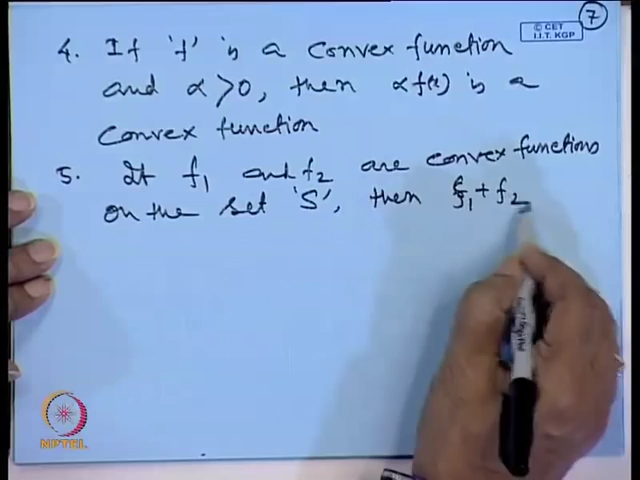 7
© CET
I.I.T. KGP
4. If 'f' is a convex function
and α > 0, then αf(x) is a
convex function
5. If f₁ and f₂ are convex functions
on the set 'S', then f₁ + f₂
NPTEL